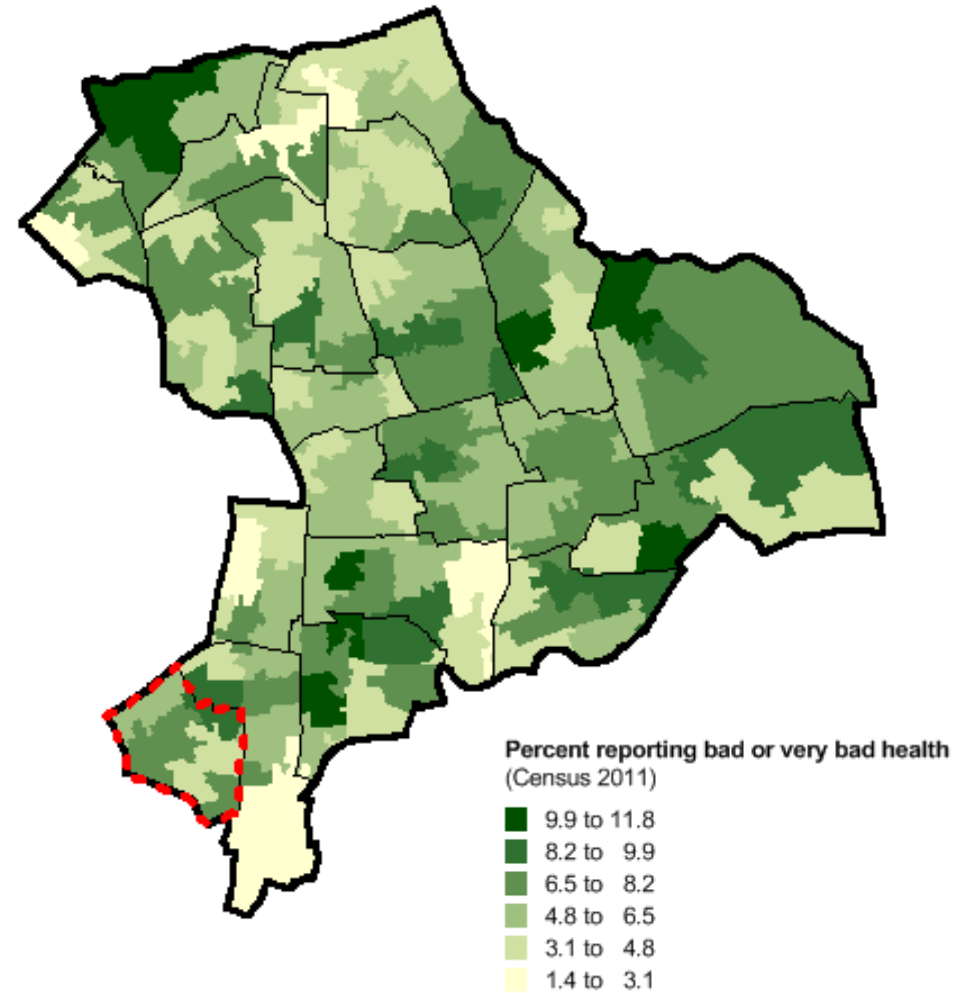 Percent reporting bad or very bad health
(Census 2011)
9.9 to 11.8
8.2 to 9.9
6.5 to 8.2
4.8 to 6.5
3.1 to 4.8
1.4 to 3.1